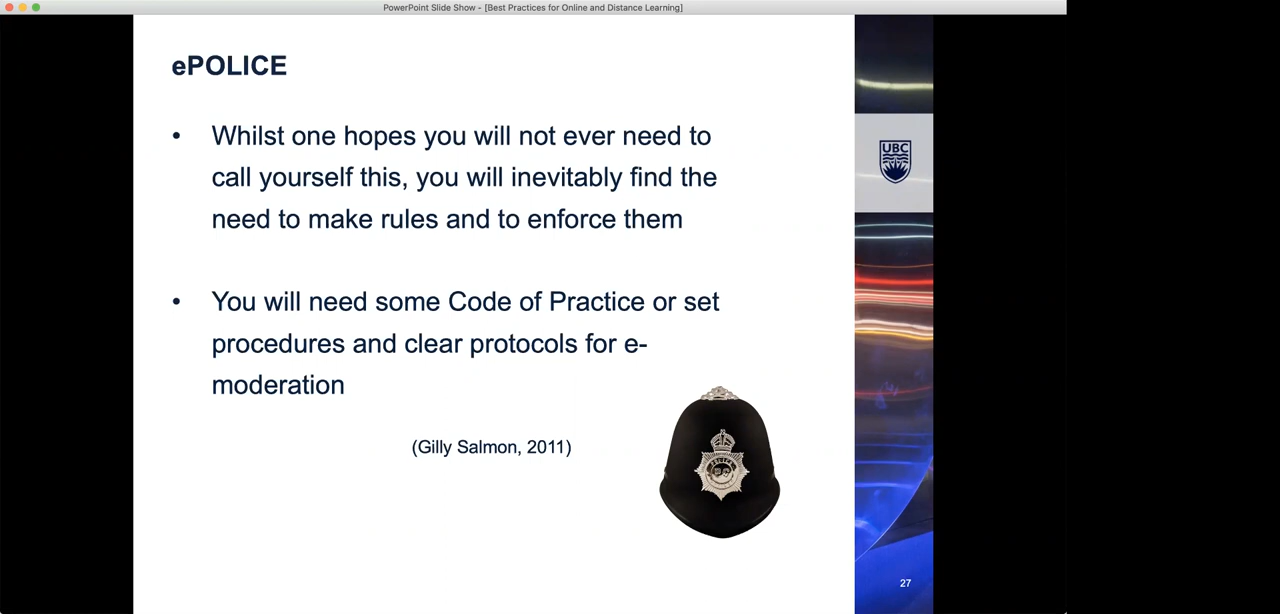 PowerPoint Slide Show - [Best Practices for Online and Distance Learning]
ePOLICE
• Whilst one hopes you will not ever need to
call yourself this, you will inevitably find the
need to make rules and to enforce them
• You will need some Code of Practice or set
procedures and clear protocols for e-
moderation
(Gilly Salmon, 2011)
UBC
27